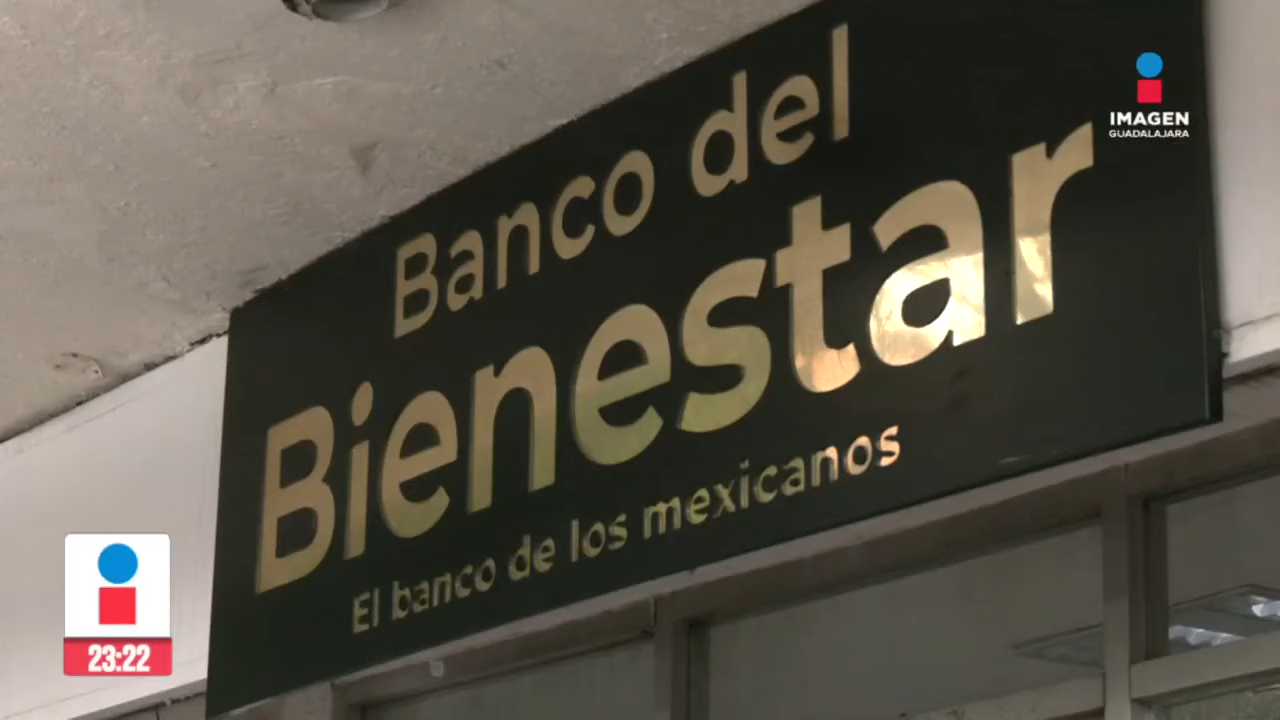 Banco del
Bienestar
El banco de los mexicanos
IMAGEN
GUADALAJARA
23:22